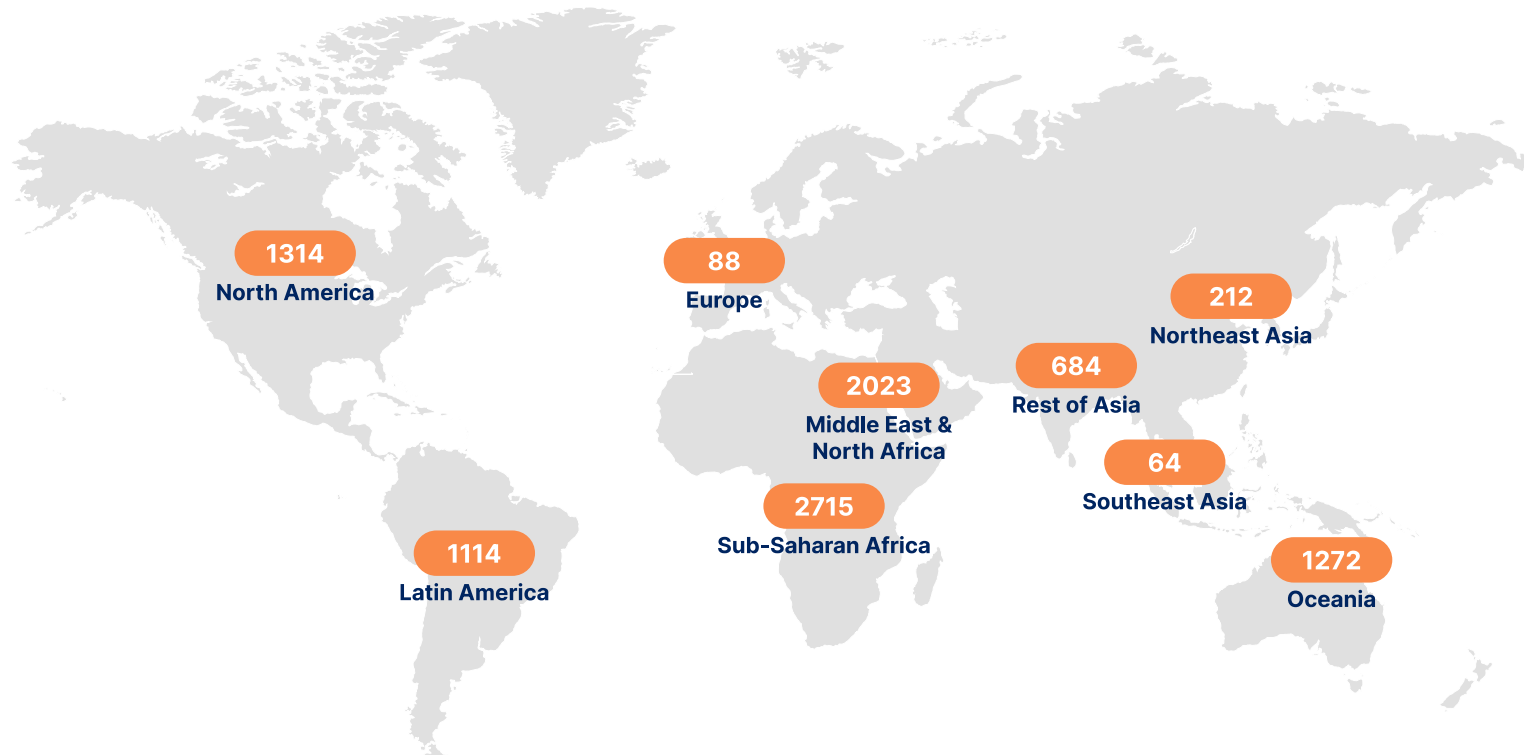 1314
North America
88
Europe
212
Northeast Asia
684
Rest of Asia
2023
Middle East &
North Africa
64
Southeast Asia
2715
Sub-Saharan Africa
1114
Latin America
1272
Oceania